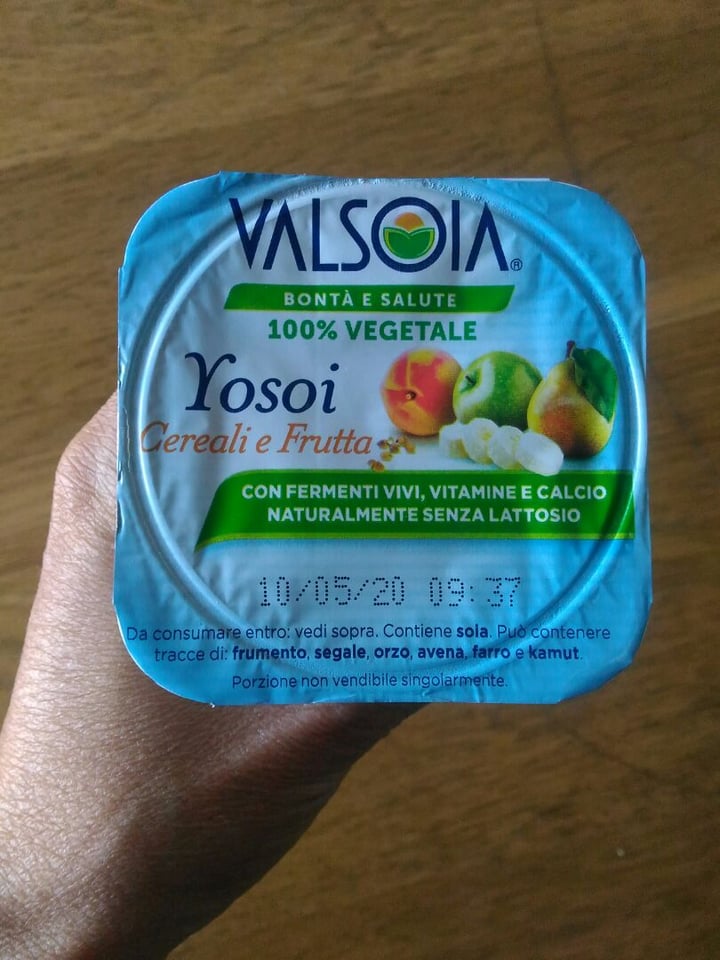 VALSOIA®
BONTÀ E SALUTE
100% VEGETALE
Yosoi
Cereali e Frutta
CON FERMENTI VIVI, VITAMINE E CALCIO
NATURALMENTE SENZA LATTOSIO
10/05/20 09:37
Da consumare entro: vedi sopra. Contiene soia. Può contenere
tracce di: frumento, segale, orzo, avena, farro e kamut.
Porzione non vendibile singolarmente.